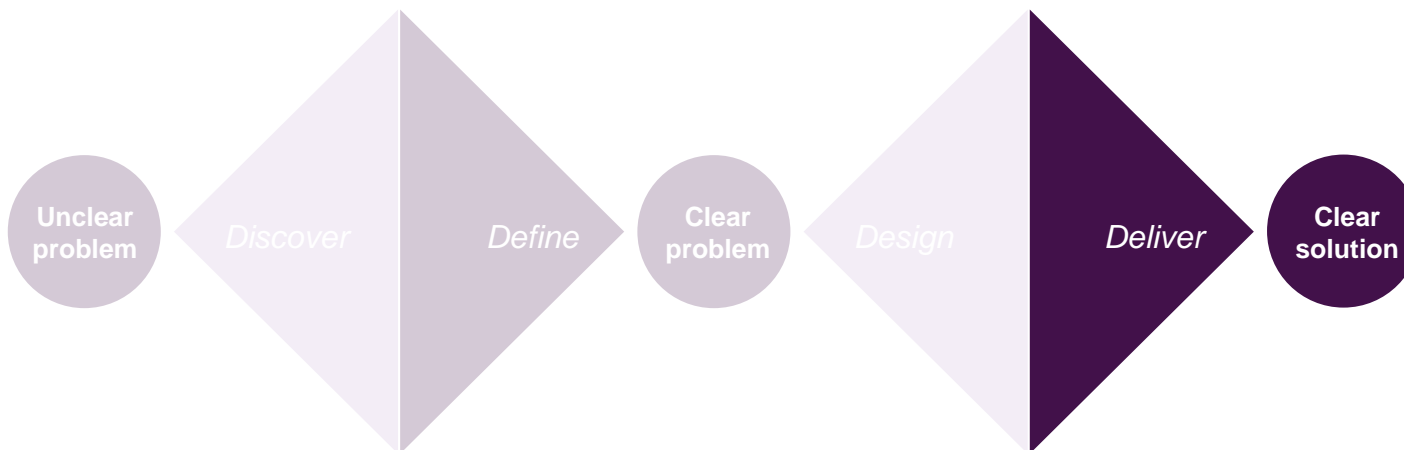 Unclear
problem
Discover
Define
Clear
problem
Design
Deliver
Clear
solution